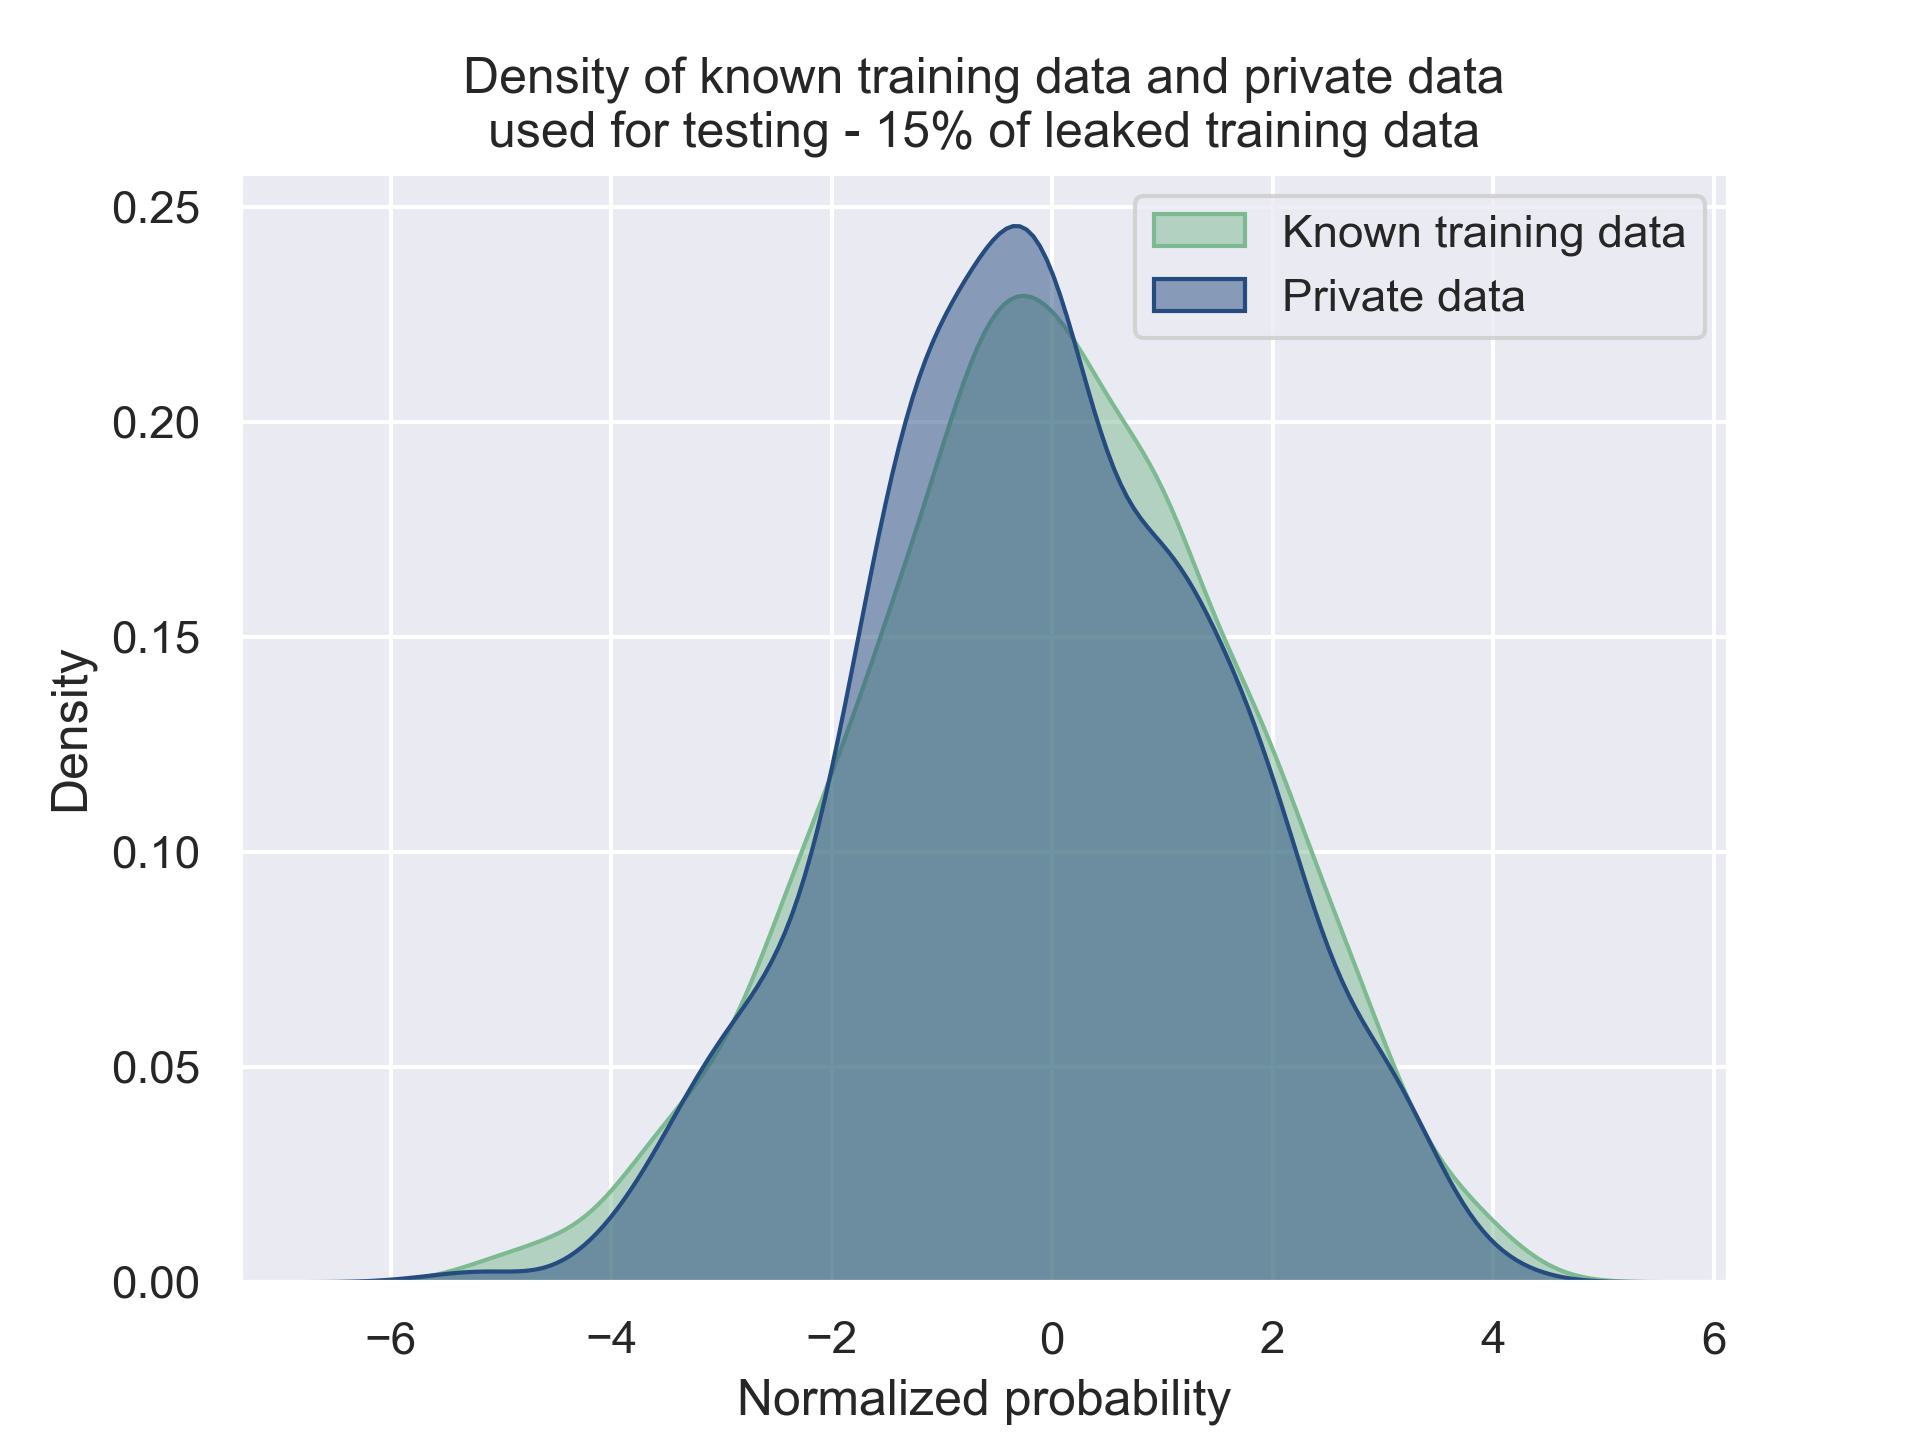 Density of known training data and private data
used for testing - 15% of leaked training data
Known training data
Private data
Density
0.25
0.20
0.15
0.10
0.05
0.00
−6 −4 −2 0 2 4 6
Normalized probability